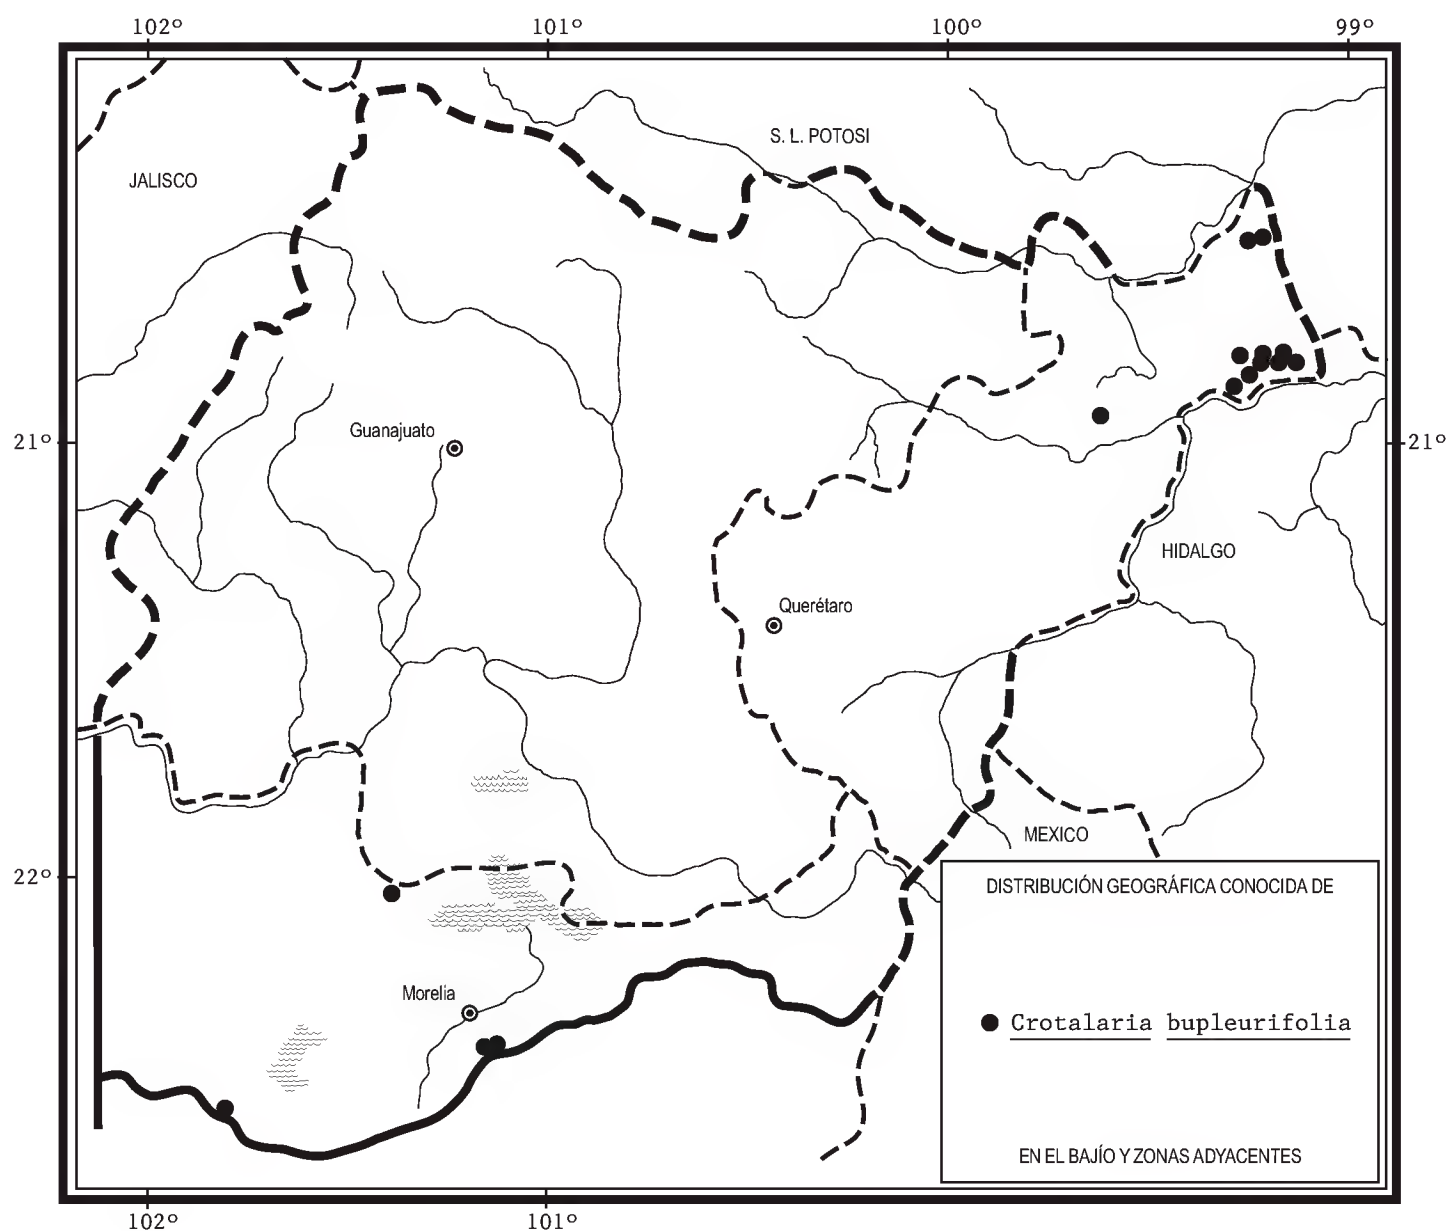 102° 101° 100° 99°
S. L. POTOSI
JALISCO
Guanajuato
21° 21°
HIDALGO
Querétaro
MEXICO
22°
DISTRIBUCIÓN GEOGRÁFICA CONOCIDA DE
Morelia
Crotalaria bupleurifolia
EN EL BAJÍO Y ZONAS ADYACENTES
102° 101°